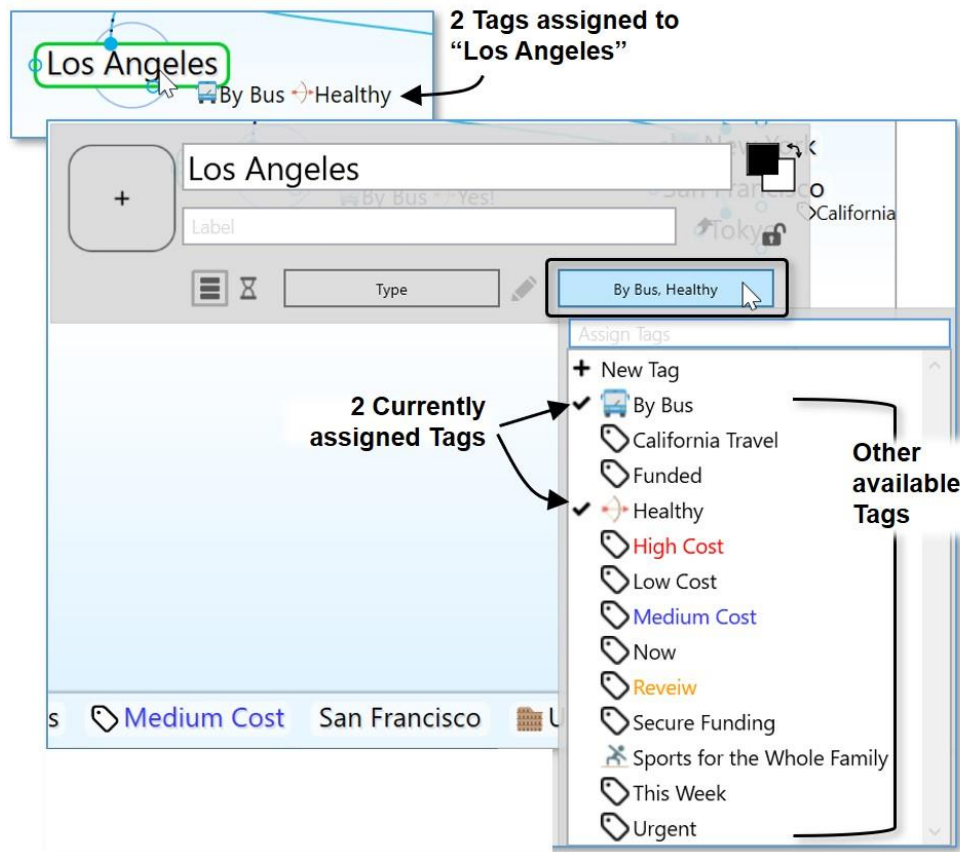 2 Tags assigned to
“Los Angeles”
Los Angeles
By Bus Healthy
Los Angeles
New York
San Francisco
California
By Bus Yes!
Label
Tokyo
Type
By Bus, Healthy
Assign Tags
+ New Tag
By Bus
California Travel
Funded
Healthy
High Cost
Low Cost
Medium Cost
Now
Reveiw
Secure Funding
Sports for the Whole Family
This Week
Urgent
2 Currently
assigned Tags
Other
available
Tags
s Medium Cost San Francisco U